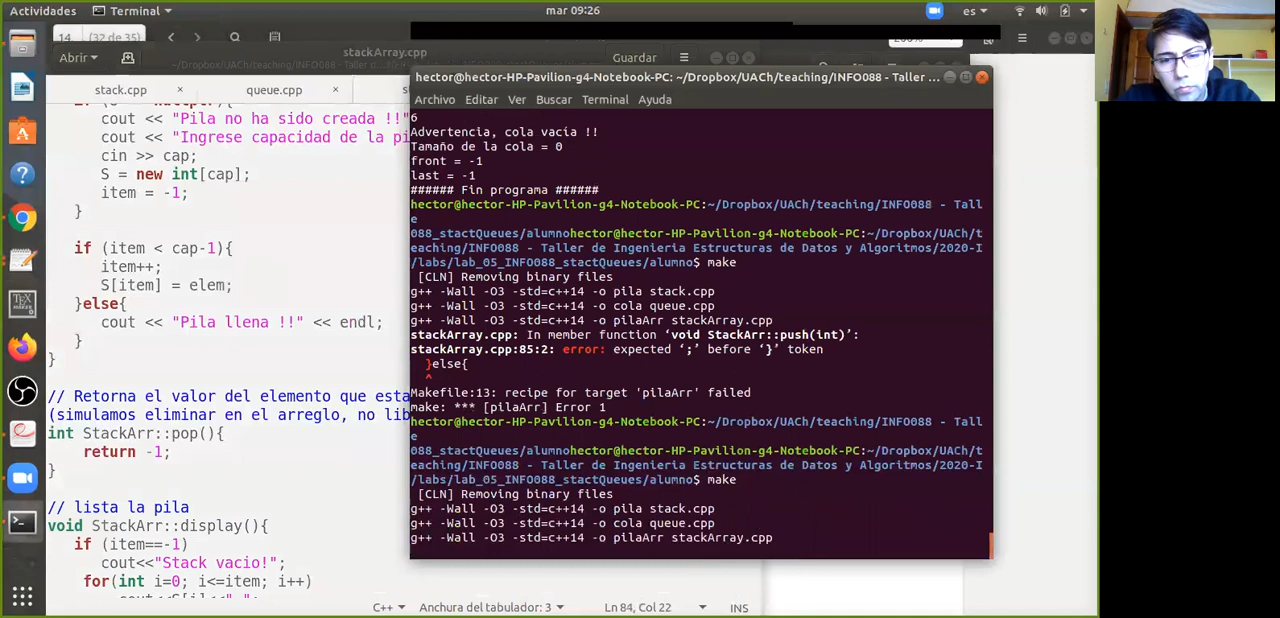 Actividades
Terminal
mar 09:26
es
14
(32 de 35)
Abrir
stackArray.cpp
Guardar
stack.cpp ×
queue.cpp ×
cout << "Pila no ha sido creada !!"
cout << "Ingrese capacidad de la pi
cin >> cap;
S = new int[cap];
item = -1;
}
if (item < cap-1){
item++;
S[item] = elem;
}else{
cout << "Pila llena !!" << endl;
}
}
// Retorna el valor del elemento que esta
(simulamos eliminar en el arreglo, no lib
int StackArr::pop(){
return -1;
}
// lista la pila
void StackArr::display(){
if (item==-1)
cout<<"Stack vacio!";
for(int i=0; i<=item; i++)
C++
Anchura del tabulador: 3
Ln 84, Col 22
INS
hector@hector-HP-Pavilion-g4-Notebook-PC: ~/Dropbox/UACh/teaching/INFO088 - Taller ...
Archivo Editar Ver Buscar Terminal Ayuda
6
Advertencia, cola vacia !!
Tamaño de la cola = 0
front = -1
last = -1
###### Fin programa ######
hector@hector-HP-Pavilion-g4-Notebook-PC:~/Dropbox/UACh/teaching/INFO088 - Tall
e
088_stactQueues/alumnohector@hector-HP-Pavilion-g4-Notebook-PC:~/Dropbox/UACh/t
eaching/INFO088 - Taller de Ingenieria Estructuras de Datos y Algoritmos/2020-I
/labs/lab_05_INFO088_stactQueues/alumno$ make
[CLN] Removing binary files
g++ -Wall -O3 -std=c++14 -o pila stack.cpp
g++ -Wall -O3 -std=c++14 -o cola queue.cpp
g++ -Wall -O3 -std=c++14 -o pilaArr stackArray.cpp
stackArray.cpp: In member function ‘void StackArr::push(int)’:
stackArray.cpp:85:2: error: expected ‘;’ before ‘}’ token
}else{
^
Makefile:13: recipe for target 'pilaArr' failed
make: *** [pilaArr] Error 1
hector@hector-HP-Pavilion-g4-Notebook-PC:~/Dropbox/UACh/teaching/INFO088 - Tall
e
088_stactQueues/alumnohector@hector-HP-Pavilion-g4-Notebook-PC:~/Dropbox/UACh/t
eaching/INFO088 - Taller de Ingenieria Estructuras de Datos y Algoritmos/2020-I
/labs/lab_05_INFO088_stactQueues/alumno$ make
[CLN] Removing binary files
g++ -Wall -O3 -std=c++14 -o pila stack.cpp
g++ -Wall -O3 -std=c++14 -o cola queue.cpp
g++ -Wall -O3 -std=c++14 -o pilaArr stackArray.cpp